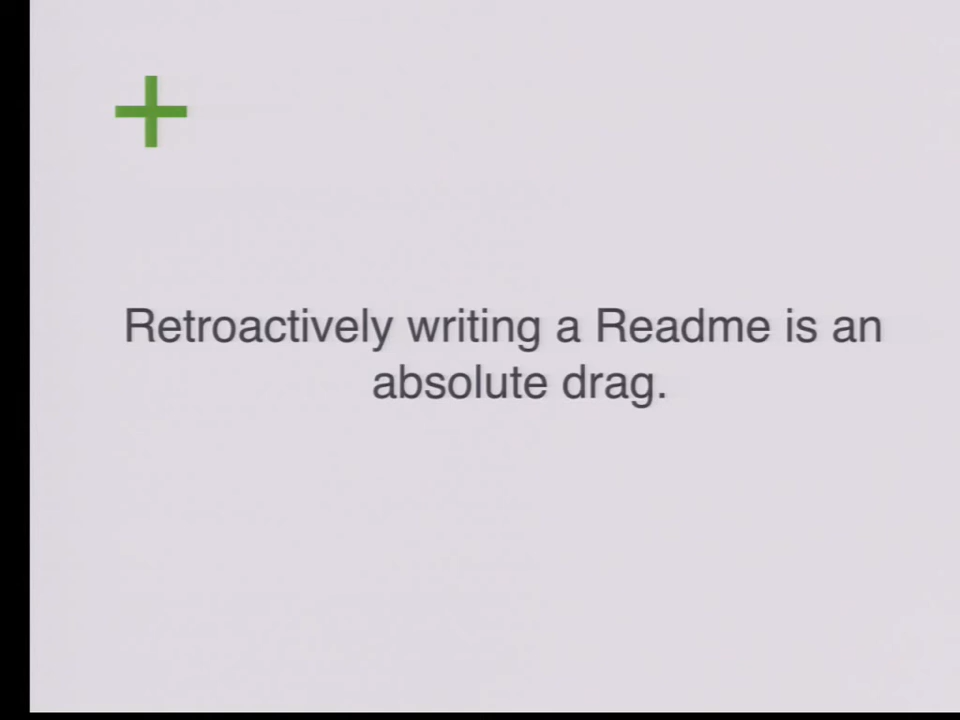 Retroactively writing a Readme is an
absolute drag.